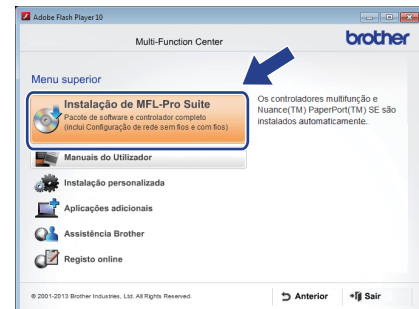 Adobe Flash Player 10
Multi-Function Center
brother
Menu superior
Instalação de MFL-Pro Suite
Pacote de software e controlador completo
(inclui Configuração de rede sem fios e com fios)
Os controladores multifunção e
Nuance(TM) PaperPort(TM) SE são
instalados automaticamente.
Manuais do Utilizador
Instalação personalizada
Aplicações adicionais
Assistência Brother
Registo online
© 2001-2013 Brother Industries, Ltd. All Rights Reserved.
Anterior
Sair